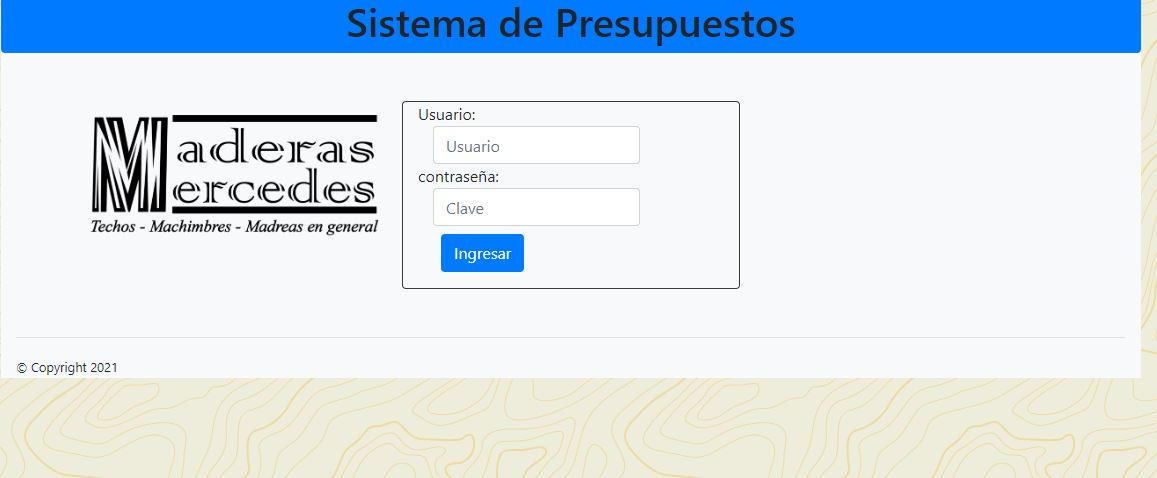 Sistema de Presupuestos
Maderas
Mercedes
Techos - Machimbres - Madreas en general
Usuario:
Usuario
contraseña:
Clave
Ingresar
© Copyright 2021